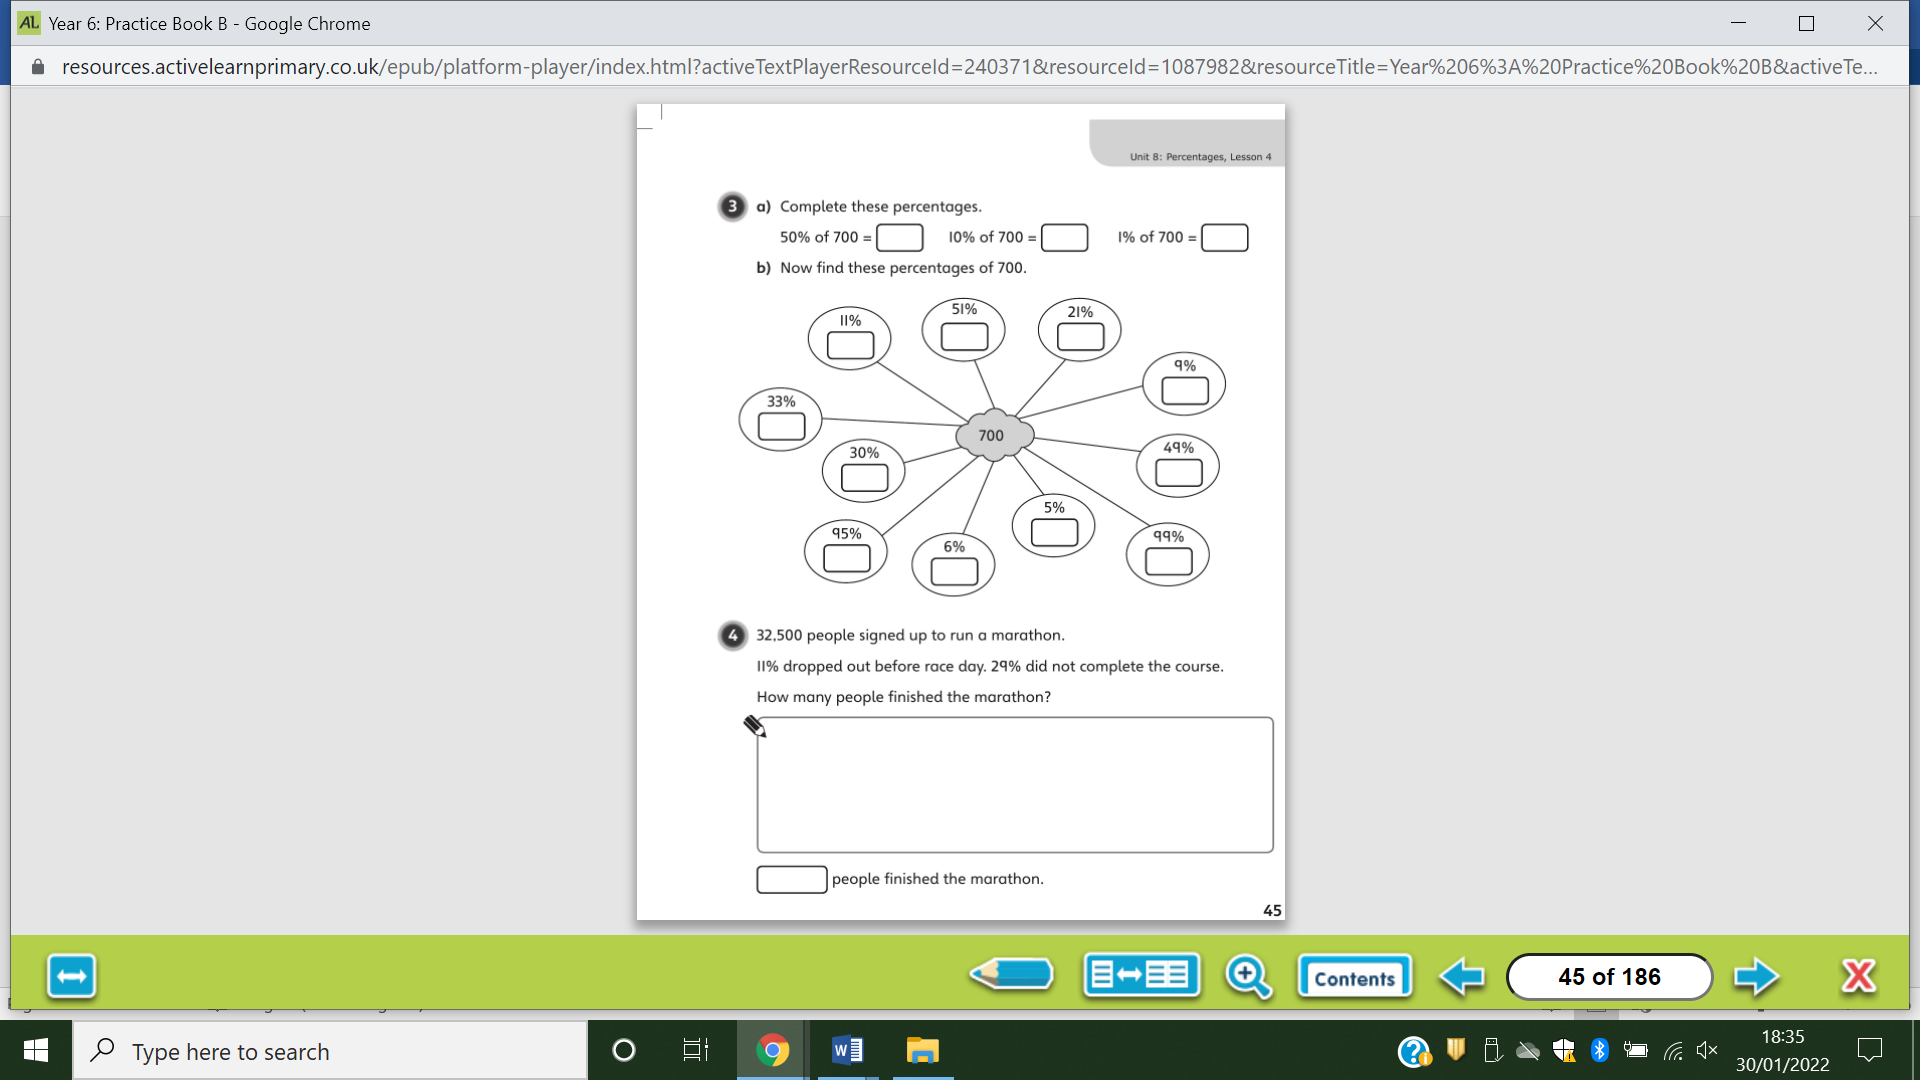 Year 6: Practice Book B - Google Chrome
resources.activelearnprimary.co.uk/epub/platform-player/index.html?activeTextPlayerResourceId=240371&resourceId=1087982&resourceTitle=Year%206%3A%20Practice%20Book%20B&activeTe...
Unit 8: Percentages, Lesson 4
3 a) Complete these percentages.
50% of 700 = 10% of 700 = 1% of 700 =
b) Now find these percentages of 700.
11%
51%
21%
9%
33%
700
30%
49%
95%
6%
5%
99%
4 32,500 people signed up to run a marathon.
11% dropped out before race day. 29% did not complete the course.
How many people finished the marathon?
people finished the marathon.
45
Contents
45 of 186
Type here to search
18:35
30/01/2022